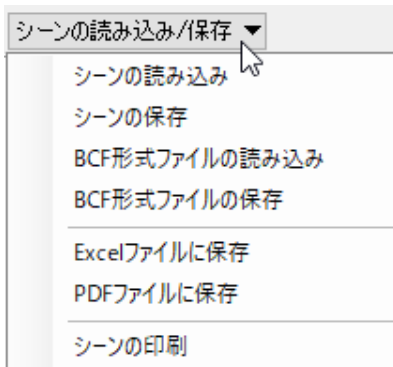 シーンの読み込み/保存 ▼
シーンの読み込み
シーンの保存
BCF形式ファイルの読み込み
BCF形式ファイルの保存
Excelファイルに保存
PDFファイルに保存
シーンの印刷